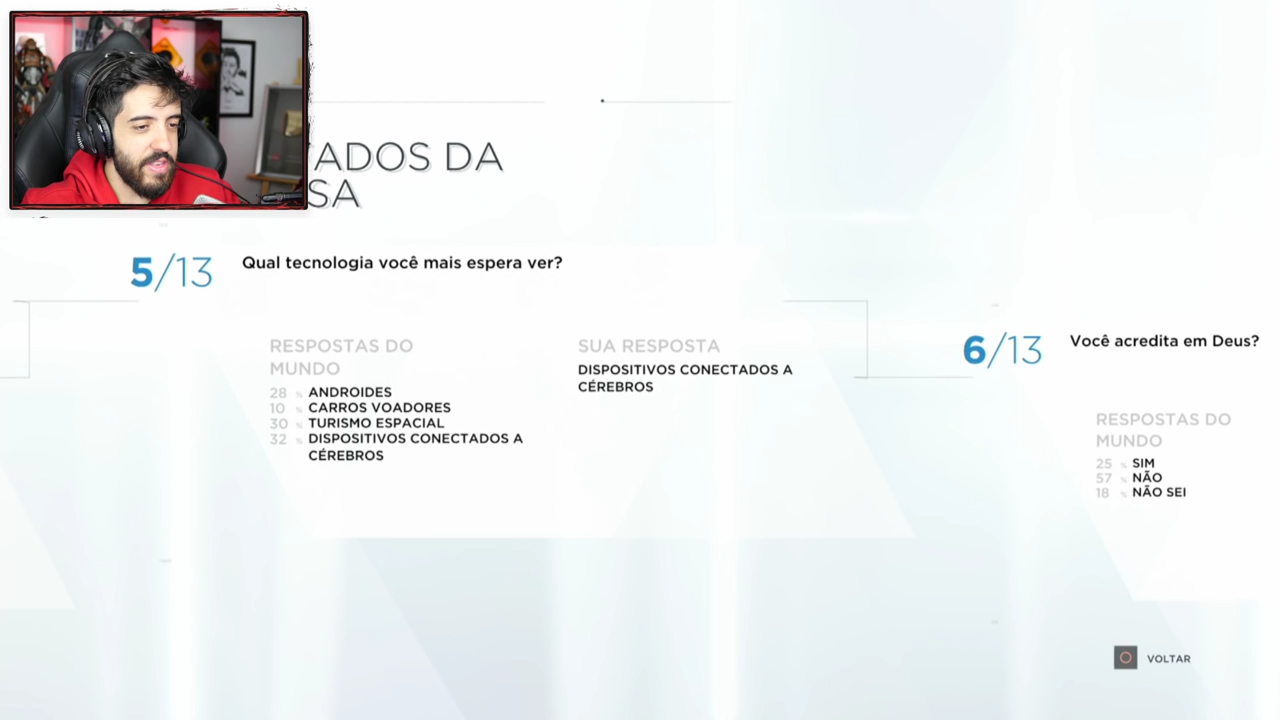 ADOS DA
SA
5/13
Qual tecnologia você mais espera ver?
RESPOSTAS DO
MUNDO
28 % ANDROIDES
10 % CARROS VOADORES
30 % TURISMO ESPACIAL
32 % DISPOSITIVOS CONECTADOS A
CÉREBROS
SUA RESPOSTA
DISPOSITIVOS CONECTADOS A
CÉREBROS
6/13
Você acredita em Deus?
RESPOSTAS DO
MUNDO
25 % SIM
57 % NÃO
18 % NÃO SEI
VOLTAR